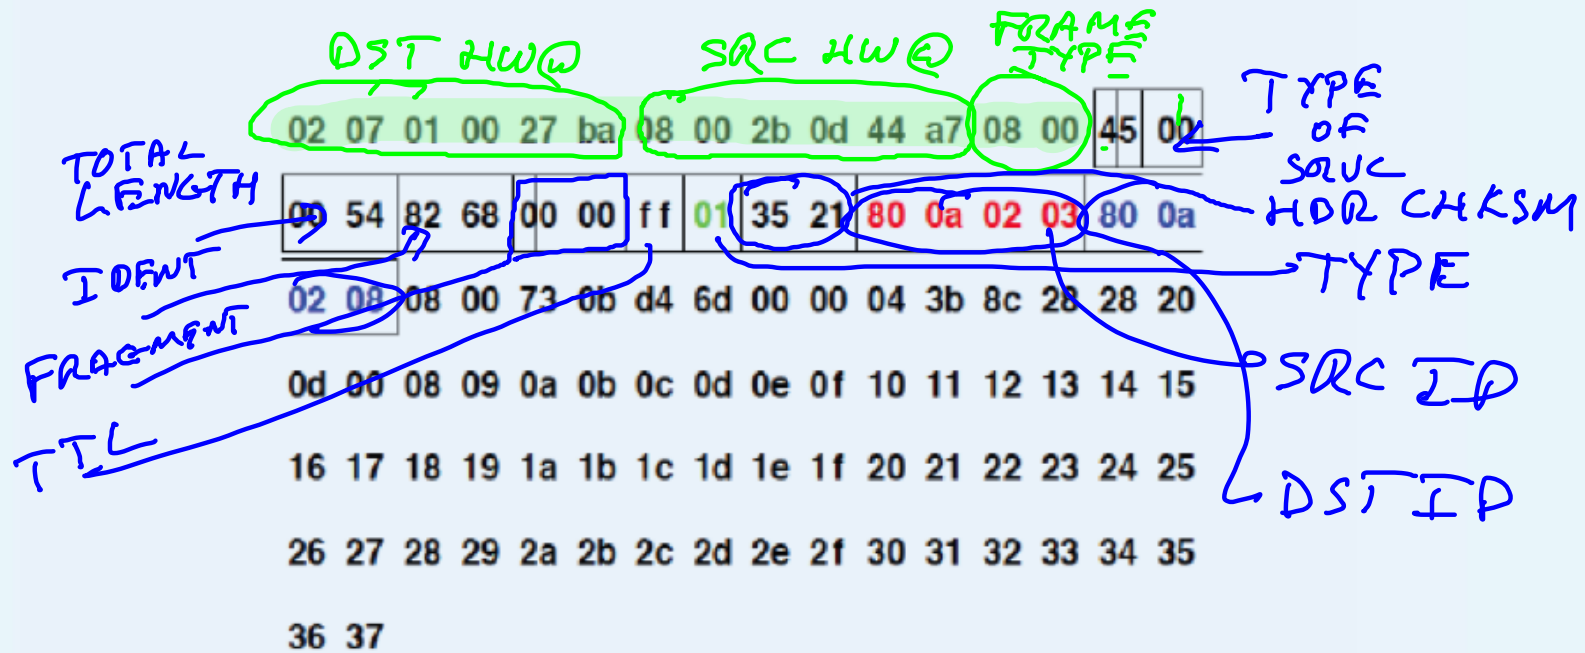 DST HW@ SRC HW@ FRAME TYPE
02 07 01 00 27 ba 08 00 2b 0d 44 a7 08 00 45 00
TYPE OF SRVC
TOTAL LENGTH
00 54 82 68 00 00 ff 01 35 21 80 0a 02 03 80 0a
HDR CHKSM
IDENT
TYPE
02 08 08 00 73 0b d4 6d 00 00 04 3b 8c 28 28 20
FRAGMENT
SRC IP
0d 00 08 09 0a 0b 0c 0d 0e 0f 10 11 12 13 14 15
TTL
16 17 18 19 1a 1b 1c 1d 1e 1f 20 21 22 23 24 25
DST IP
26 27 28 29 2a 2b 2c 2d 2e 2f 30 31 32 33 34 35
36 37